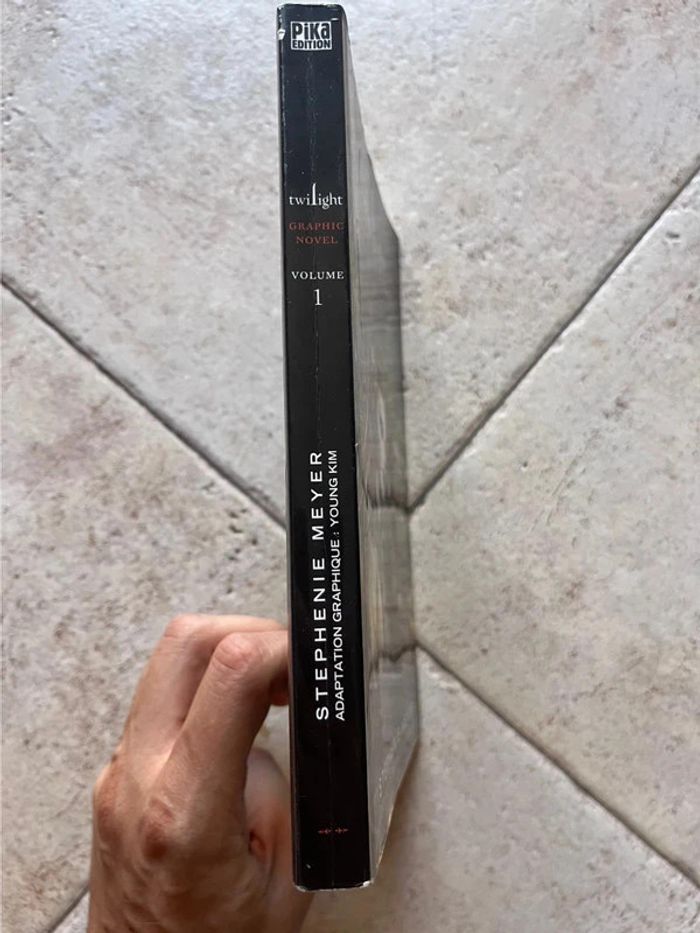 PiKa
EDITION
twilight
GRAPHIC
NOVEL
VOLUME
1
STEPHENIE MEYER
ADAPTATION GRAPHIQUE : YOUNG KIM